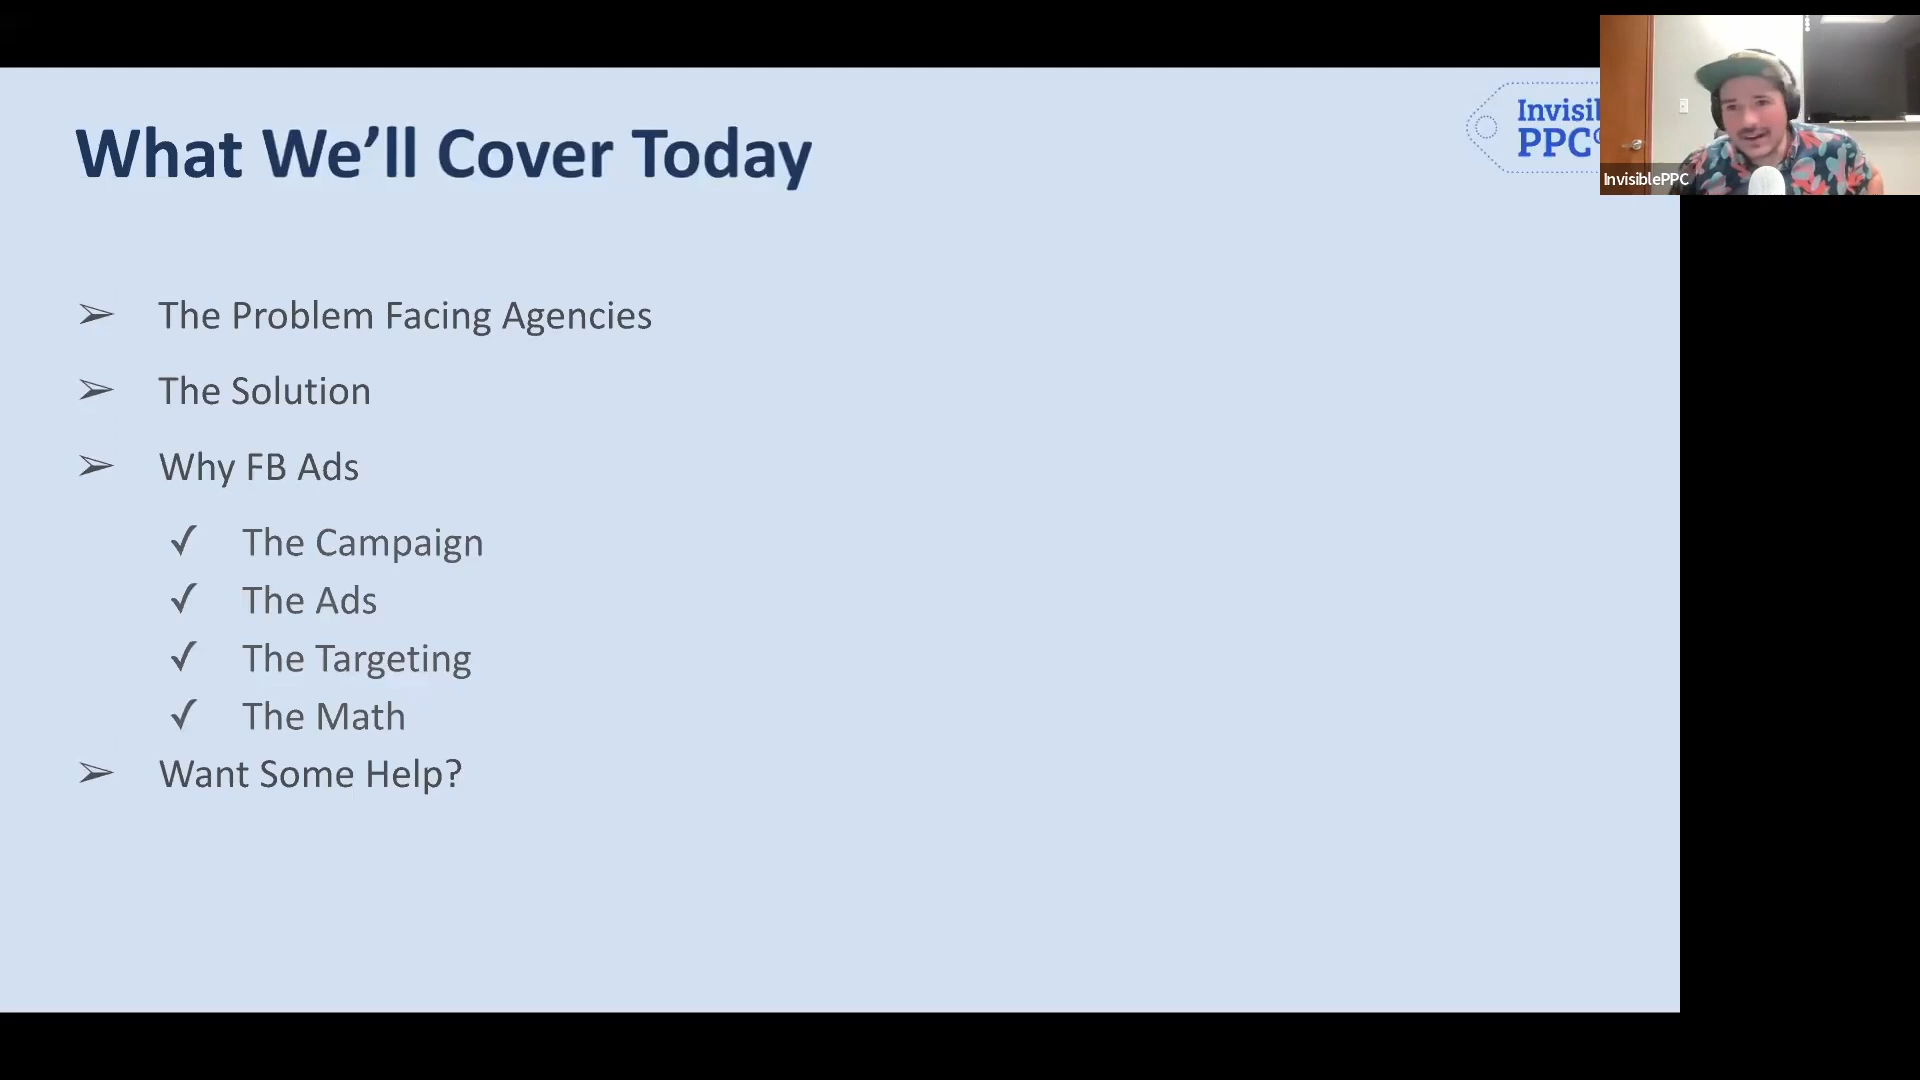 What We’ll Cover Today
➢ The Problem Facing Agencies
➢ The Solution
➢ Why FB Ads
✓ The Campaign
✓ The Ads
✓ The Targeting
✓ The Math
➢ Want Some Help?
PPC
InvisiblePPC